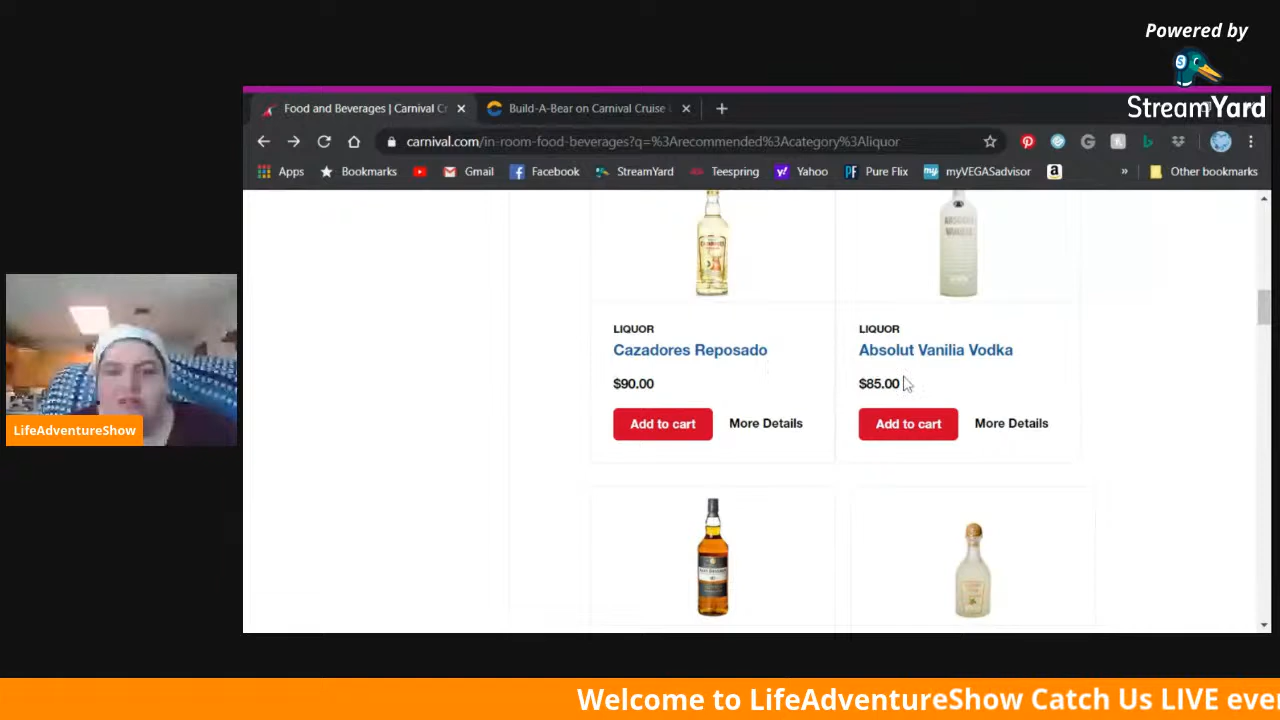 Powered by
StreamYard
Food and Beverages | Carnival Cr
Build-A-Bear on Carnival Cruise
carnival.com/in-room-food-beverages?q=%3Arecommended%3Acategory%3Aliquor
Apps
Bookmarks
Gmail
Facebook
StreamYard
Teespring
Yahoo
PF
Pure Flix
my
myVEGASadvisor
a
»
Other bookmarks
LIQUOR
Cazadores Reposado
$90.00
Add to cart
More Details
LIQUOR
Absolut Vanilia Vodka
$85.00
Add to cart
More Details
LifeAdventureShow
Welcome to LifeAdventureShow Catch Us LIVE eve